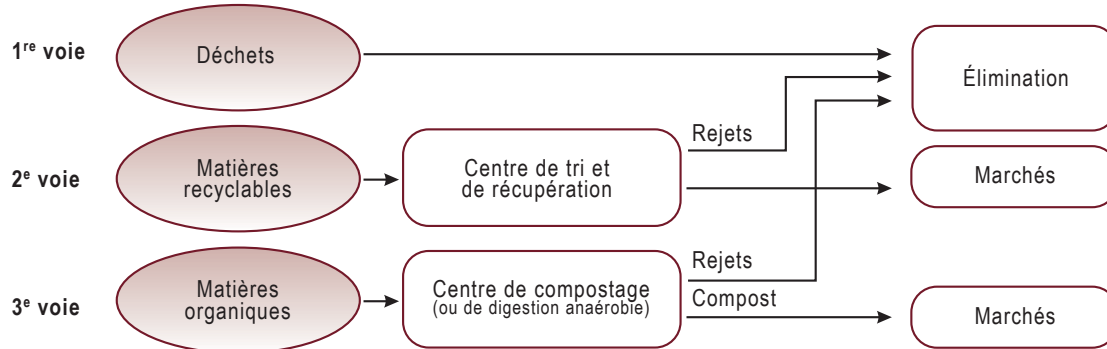 1re voie
Déchets
Élimination
Rejets
2e voie
Matières
recyclables
Centre de tri et
de récupération
Marchés
Rejets
3e voie
Matières
organiques
Centre de compostage
(ou de digestion anaérobie)
Compost
Marchés